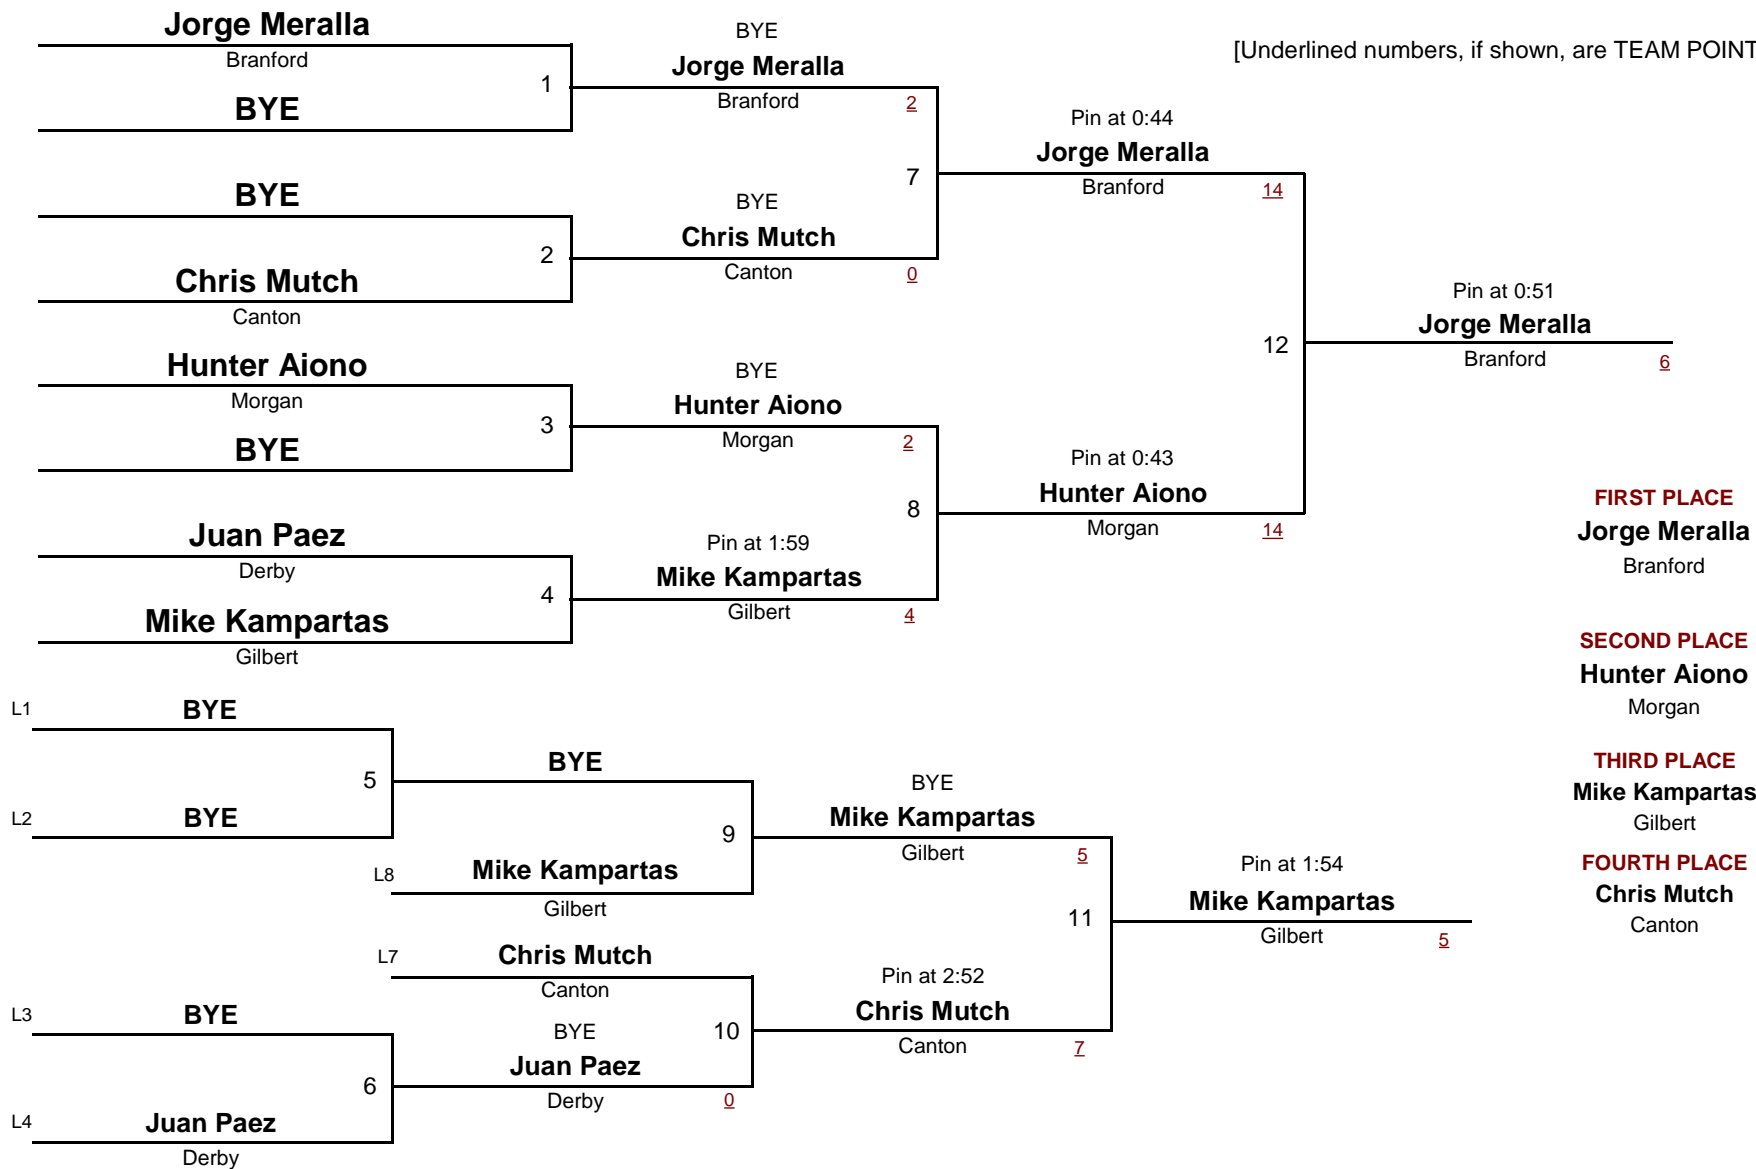 Jorge Meralla
Branford
1
BYE
BYE
2
Chris Mutch
Canton
Hunter Aiono
Morgan
3
BYE
Juan Paez
Derby
4
Mike Kampartas
Gilbert
BYE
Jorge Meralla
Branford
2
7
BYE
Chris Mutch
Canton
0
BYE
Hunter Aiono
Morgan
2
8
Pin at 1:59
Mike Kampartas
Gilbert
4
[Underlined numbers, if shown, are TEAM POINT
Pin at 0:44
Jorge Meralla
Branford
14
12
Pin at 0:43
Hunter Aiono
Morgan
14
Pin at 0:51
Jorge Meralla
Branford
6
FIRST PLACE
Jorge Meralla
Branford
SECOND PLACE
Hunter Aiono
Morgan
THIRD PLACE
Mike Kampartas
Gilbert
FOURTH PLACE
Chris Mutch
Canton
L1
BYE
5
L2
BYE
BYE
9
L8
Mike Kampartas
Gilbert
L7
Chris Mutch
Canton
10
L3
BYE
6
L4
Juan Paez
Derby
BYE
Juan Paez
Derby
0
BYE
Mike Kampartas
Gilbert
5
11
Pin at 2:52
Chris Mutch
Canton
7
Pin at 1:54
Mike Kampartas
Gilbert
5